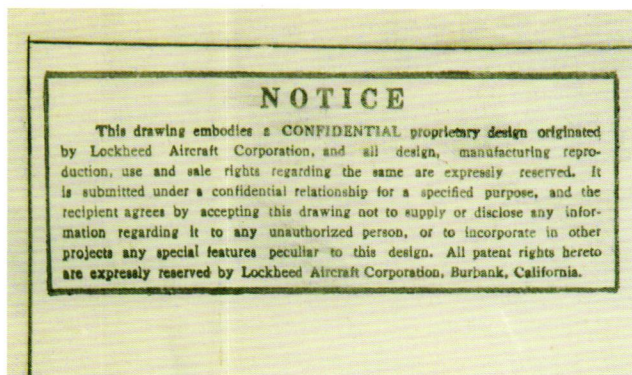 NOTICE
This drawing embodies a CONFIDENTIAL proprietary design originated
by Lockheed Aircraft Corporation, and all design, manufacturing repro-
duction, use and sale rights regarding the same are expressly reserved. It
is submitted under a confidential relationship for a specified purpose, and the
recipient agrees by accepting this drawing not to supply or disclose any infor-
mation regarding it to any unauthorized person, or to incorporate in other
projects any special features peculiar to this design. All patent rights hereto
are expressly reserved by Lockheed Aircraft Corporation, Burbank, California.